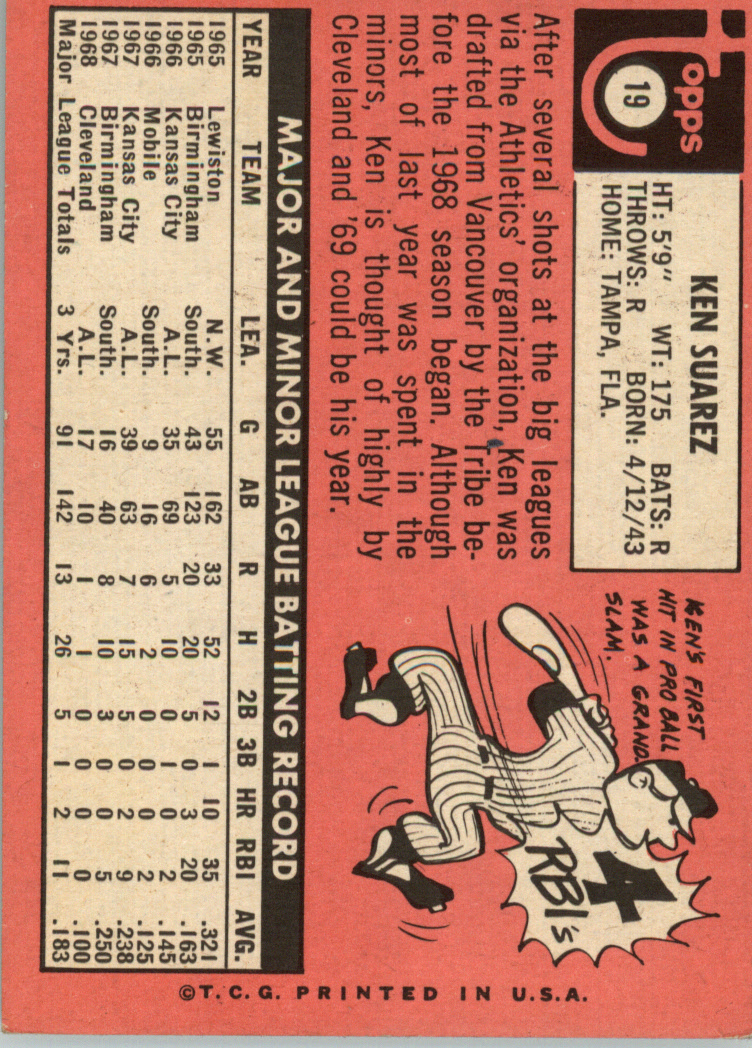 Topps
19
KEN SUAREZ
HT: 5'9" WT: 175 BATS: R
THROWS: R BORN: 4/12/43
HOME: TAMPA, FLA.
KEN'S FIRST
HIT IN PRO BALL
WAS A GRAND
SLAM.
4
RBI's
After several shots at the big leagues
via the Athletics' organization, Ken was
drafted from Vancouver by the Tribe be-
fore the 1968 season began. Although
most of last year was spent in the
minors, Ken is thought of highly by
Cleveland and '69 could be his year.
MAJOR AND MINOR LEAGUE BATTING RECORD
YEAR TEAM LEA. G AB R H 2B 3B HR RBI AVG.
1965 Lewiston N.W. 55 162 33 52 12 1 10 35 .321
1965 Birmingham South. 43 123 20 20 5 0 3 20 .163
1966 Kansas City A.L. 35 69 5 10 0 1 0 2 .145
1966 Mobile South. 9 16 6 2 0 0 0 2 .125
1967 Kansas City A.L. 39 63 7 15 5 0 2 9 .238
1967 Birmingham South. 16 40 8 10 3 0 0 5 .250
1968 Cleveland A.L. 17 10 1 1 0 0 0 0 .100
Major League Totals 3 Yrs. 91 142 13 26 5 1 2 11 .183
©T.C.G. PRINTED IN U.S.A.